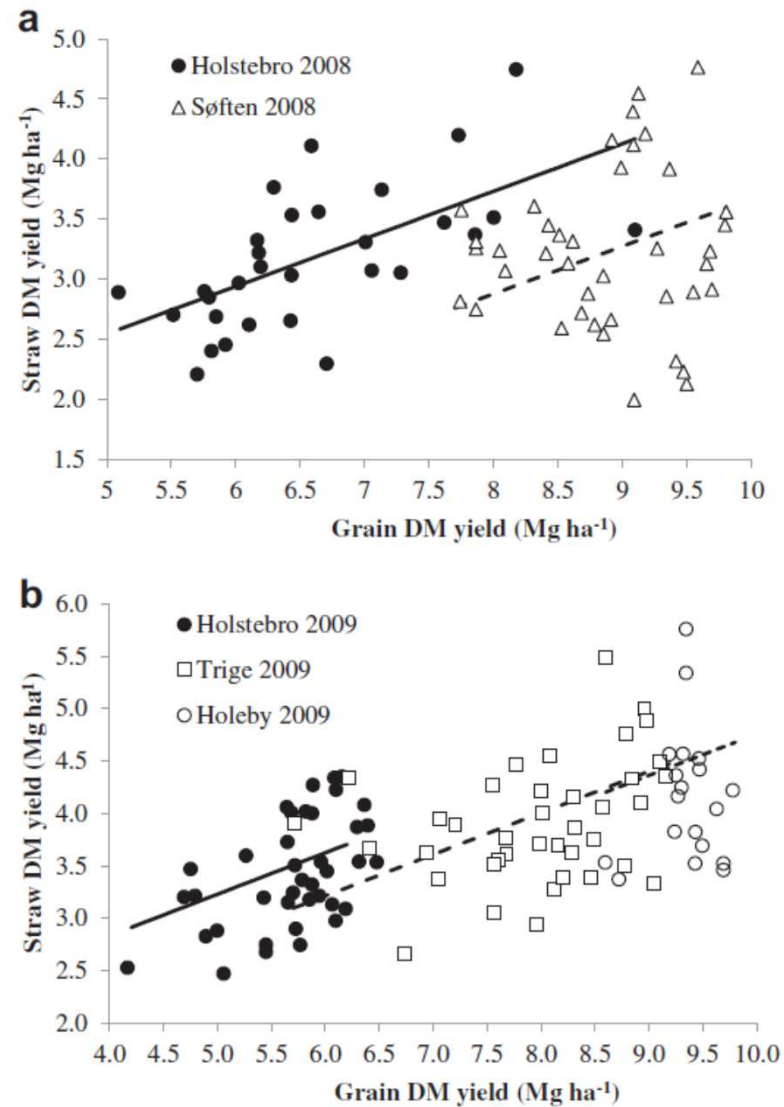 a
5.0
4.5
4.0
3.5
3.0
2.5
2.0
1.5
Straw DM yield (Mg ha⁻¹)
Holstebro 2008
Søften 2008
5 5.5 6 6.5 7 7.5 8 8.5 9 9.5 10
Grain DM yield (Mg ha⁻¹)
b
6.0
5.5
5.0
4.5
4.0
3.5
3.0
2.5
2.0
Straw DM yield (Mg ha⁻¹)
Holstebro 2009
Trige 2009
Holeby 2009
4.0 4.5 5.0 5.5 6.0 6.5 7.0 7.5 8.0 8.5 9.0 9.5 10.0
Grain DM yield (Mg ha⁻¹)